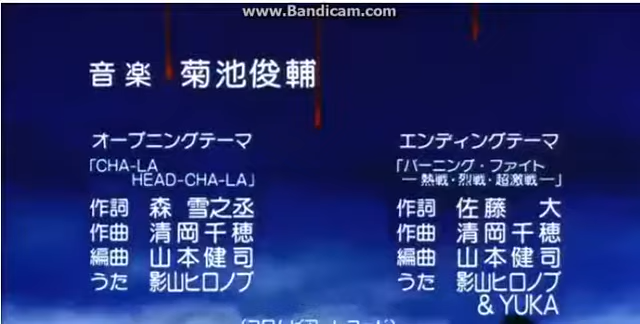 www.Bandicam.com
音楽 菊池俊輔
オープニングテーマ
「CHA-LA
HEAD-CHA-LA」
作詞 森 雪之丞
作曲 清岡千穂
編曲 山本健司
うた 影山ヒロノブ
エンディングテーマ
「バーニング・ファイト
―熱戦・烈戦・超激戦―」
作詞 佐藤 大
作曲 清岡千穂
編曲 山本健司
うた 影山ヒロノブ
& YUKA